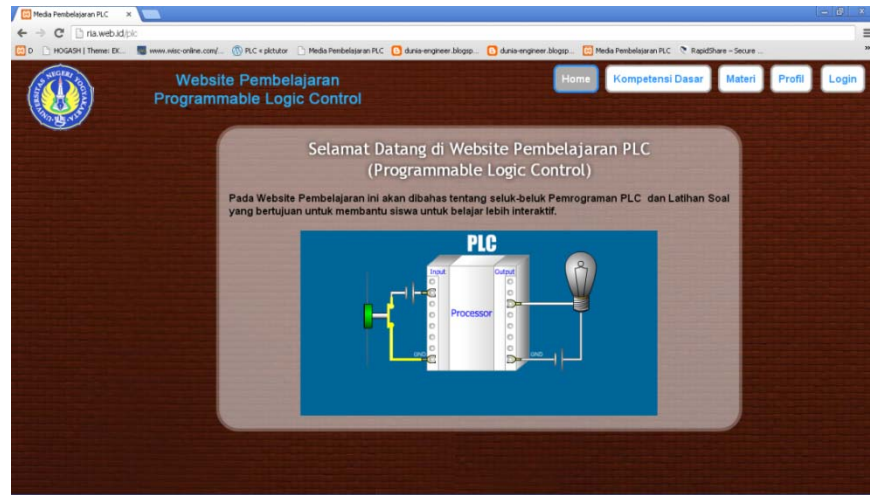 Media Pembelajaran PLC
ria.web.id/plc
D
HOGASH | Theme: EK...
www.wisc-online.com/...
PLC « plctutor
Media Pembelajaran PLC
dunia-engineer.blogsp...
dunia-engineer.blogsp...
Media Pembelajaran PLC
RapidShare – Secure ...
UNIVERSITAS NEGERI YOGYAKARTA
Website Pembelajaran
Programmable Logic Control
Home
Kompetensi Dasar
Materi
Profil
Login
Selamat Datang di Website Pembelajaran PLC
(Programmable Logic Control)
Pada Website Pembelajaran ini akan dibahas tentang seluk-beluk Pemrograman PLC dan Latihan Soal
yang bertujuan untuk membantu siswa untuk belajar lebih interaktif.
PLC
Input
Output
Processor
GND
GND